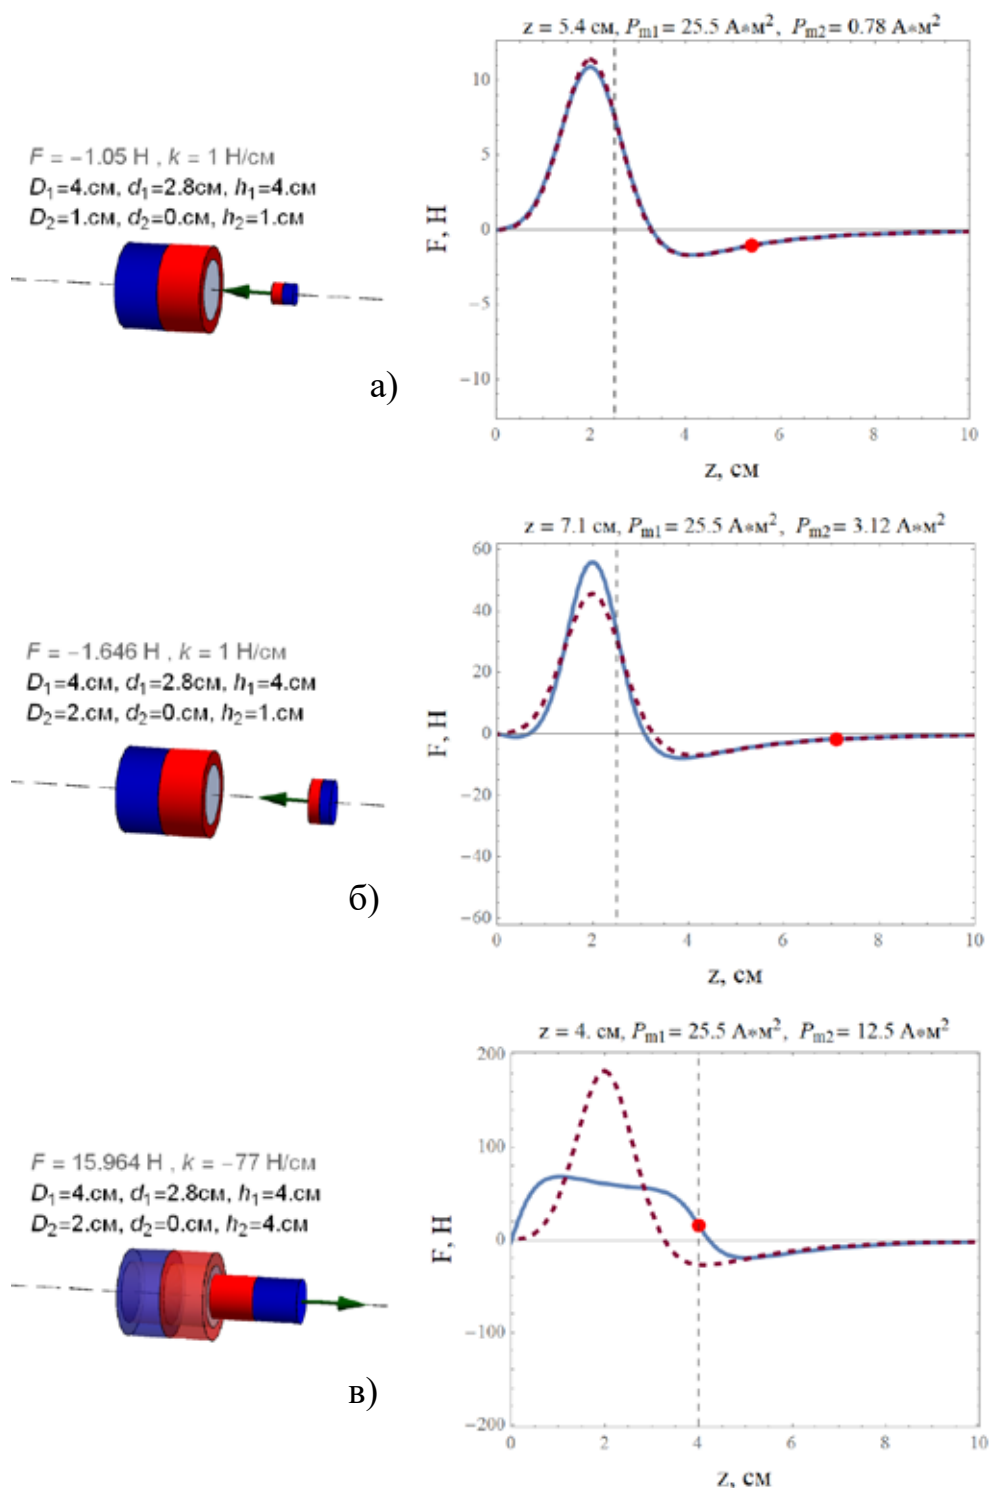 z = 5.4 см, Pm1 = 25.5 А*м², Pm2 = 0.78 А*м²
F = −1.05 Н , k = 1 Н/см
D1=4.см, d1=2.8см, h1=4.см
D2=1.см, d2=0.см, h2=1.см
а)
F, Н
10
5
0
−5
−10
0 2 4 6 8 10
z, см
z = 7.1 см, Pm1 = 25.5 А*м², Pm2 = 3.12 А*м²
F = −1.646 Н , k = 1 Н/см
D1=4.см, d1=2.8см, h1=4.см
D2=2.см, d2=0.см, h2=1.см
б)
F, Н
60
40
20
0
−20
−40
−60
0 2 4 6 8 10
z, см
z = 4. см, Pm1 = 25.5 А*м², Pm2 = 12.5 А*м²
F = 15.964 Н , k = −77 Н/см
D1=4.см, d1=2.8см, h1=4.см
D2=2.см, d2=0.см, h2=4.см
в)
F, Н
200
100
0
−100
−200
0 2 4 6 8 10
z, см